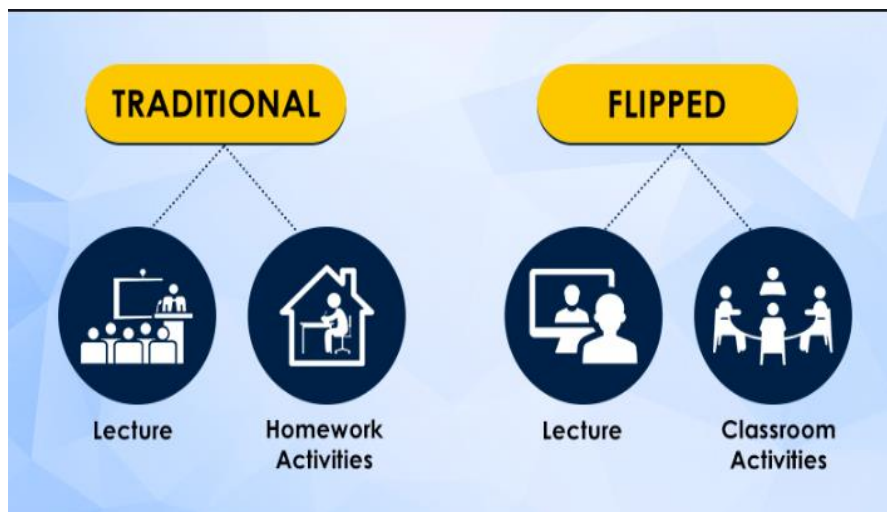 TRADITIONAL
FLIPPED
Lecture
Homework
Activities
Lecture
Classroom
Activities